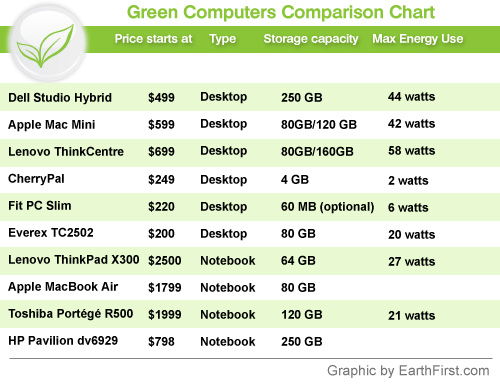 Green Computers Comparison Chart
Price starts at Type Storage capacity Max Energy Use
Dell Studio Hybrid $499 Desktop 250 GB 44 watts
Apple Mac Mini $599 Desktop 80GB/120 GB 42 watts
Lenovo ThinkCentre $699 Desktop 80GB/160GB 58 watts
CherryPal $249 Desktop 4 GB 2 watts
Fit PC Slim $220 Desktop 60 MB (optional) 6 watts
Everex TC2502 $200 Desktop 80 GB 20 watts
Lenovo ThinkPad X300 $2500 Notebook 64 GB 27 watts
Apple MacBook Air $1799 Notebook 80 GB
Toshiba Portégé R500 $1999 Notebook 120 GB 21 watts
HP Pavilion dv6929 $798 Notebook 250 GB
Graphic by EarthFirst.com